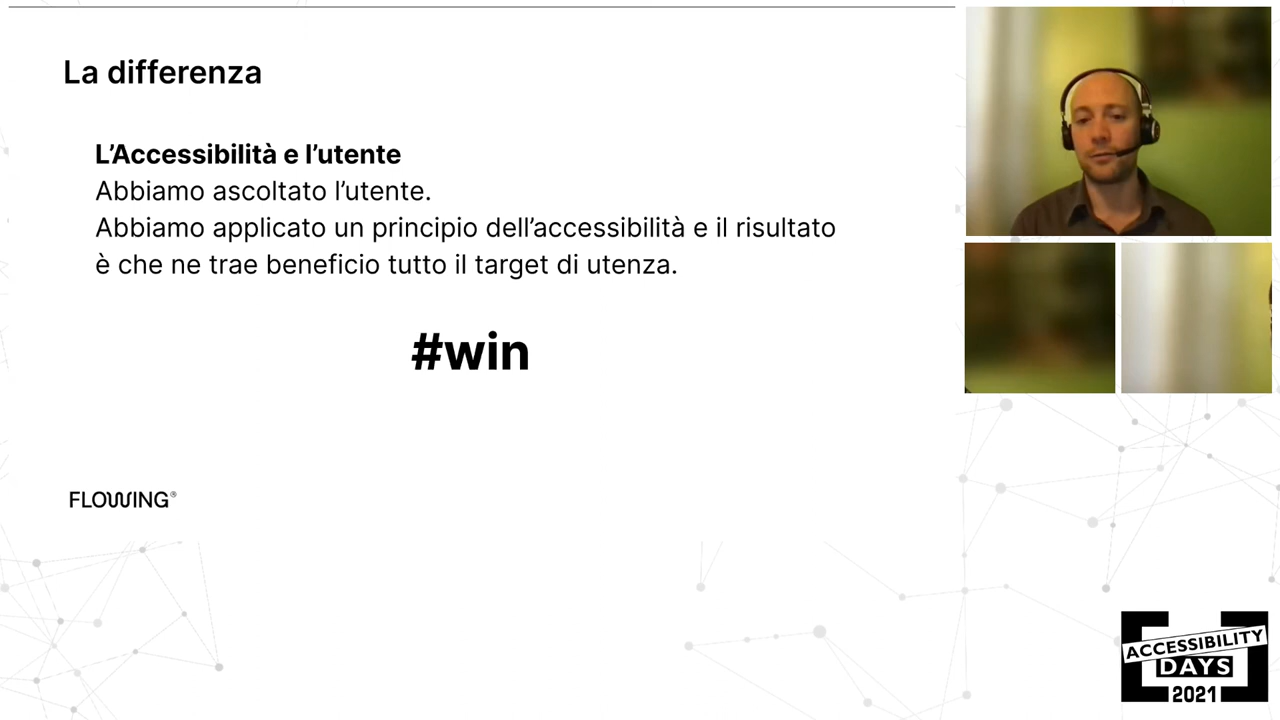 La differenza
L’Accessibilità e l’utente
Abbiamo ascoltato l’utente.
Abbiamo applicato un principio dell’accessibilità e il risultato
è che ne trae beneficio tutto il target di utenza.
#win
FLOWING®
ACCESSIBILITY
DAYS
2021